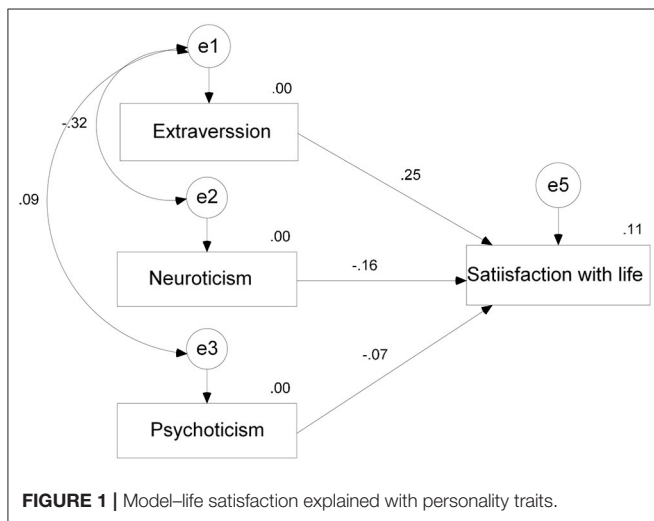 e1
.00
Extraverssion
-.32
.25
.09
e2
e5
.00
.11
Neuroticism
-.16
Satiisfaction with life
e3
-.07
.00
Psychoticism
FIGURE 1 | Model–life satisfaction explained with personality traits.